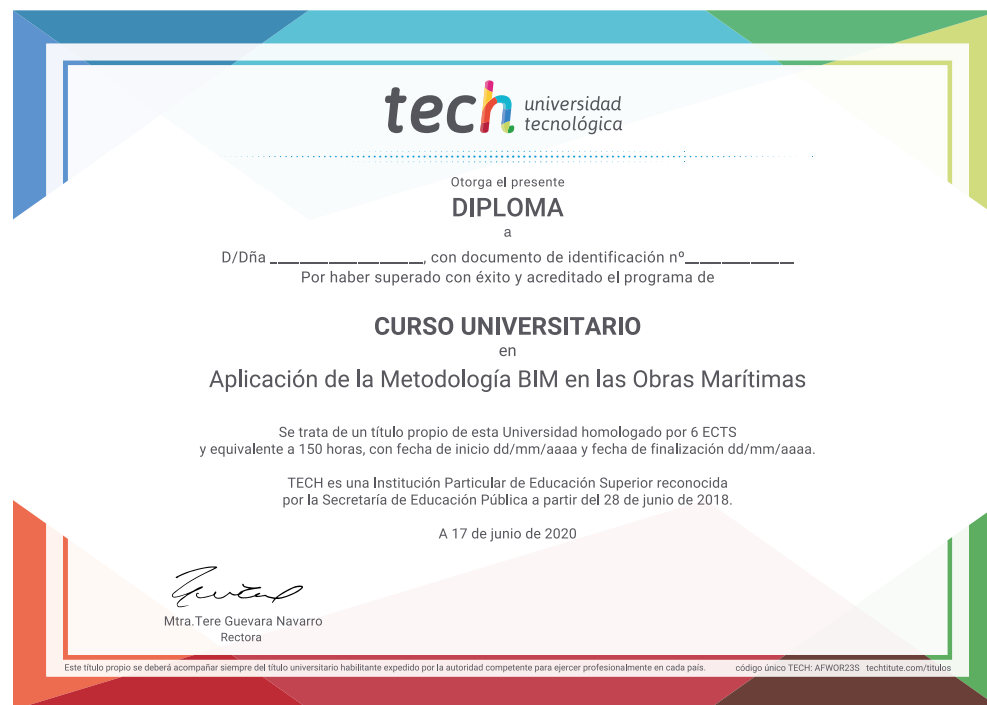 tech universidad
tecnológica
Otorga el presente
DIPLOMA
a
D/Dña ____________________, con documento de identificación nº______________
Por haber superado con éxito y acreditado el programa de
CURSO UNIVERSITARIO
en
Aplicación de la Metodología BIM en las Obras Marítimas
Se trata de un título propio de esta Universidad homologado por 6 ECTS
y equivalente a 150 horas, con fecha de inicio dd/mm/aaaa y fecha de finalización dd/mm/aaaa.
TECH es una Institución Particular de Educación Superior reconocida
por la Secretaría de Educación Pública a partir del 28 de junio de 2018.
A 17 de junio de 2020
Mtra.Tere Guevara Navarro
Rectora
Este título propio se deberá acompañar siempre del título universitario habilitante expedido por la autoridad competente para ejercer profesionalmente en cada país. código único TECH: AFWOR23S techtitute.com/titulos